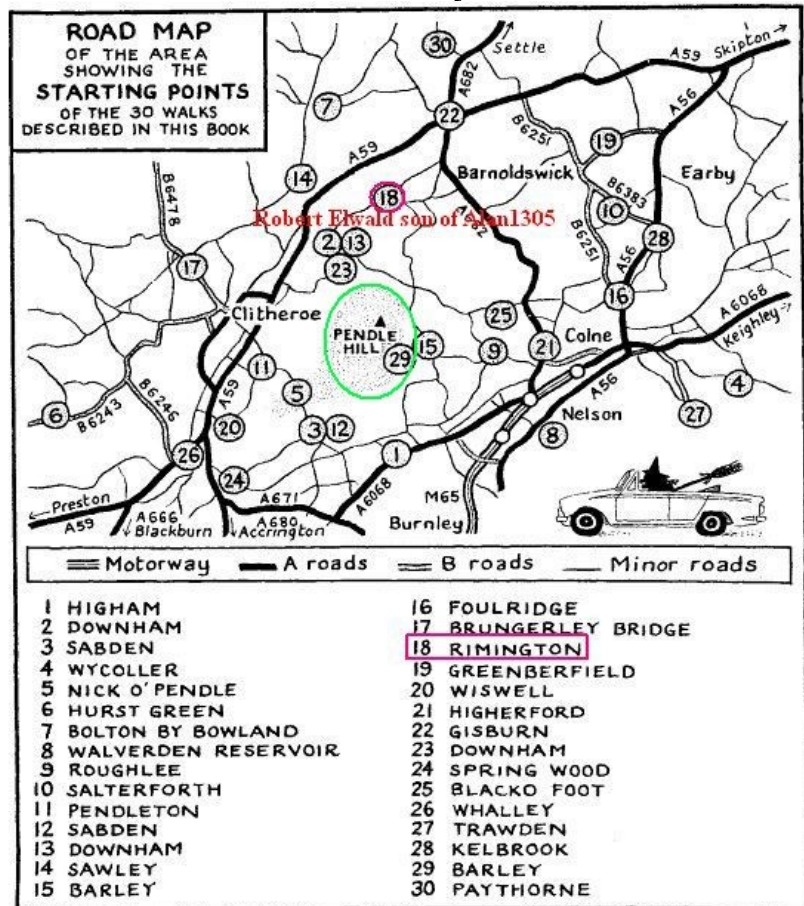 ROAD MAP
OF THE AREA
SHOWING THE
STARTING POINTS
OF THE 30 WALKS
DESCRIBED IN THIS BOOK
30
Settle
A59
Skipton
A682
7
22
B6251
A56
19
A59
Barnoldswick
Earby
14
B6383
18
10
B6478
Robert Elwald son of Alan1305
A682
2 13
B6251
28
17
23
A56
16
A6068
Clitheroe
25
Keighley
PENDLE
HILL
29
15
9
21
Colne
11
A59
5
A56
4
6
B6243
B6246
Nelson
27
20
3 12
8
26
1
24
Preston
A671
A6068
M65
A59
A666
Blackburn
A680
Accrington
Burnley
Motorway A roads B roads Minor roads
1 HIGHAM
2 DOWNHAM
3 SABDEN
4 WYCOLLER
5 NICK O' PENDLE
6 HURST GREEN
7 BOLTON BY BOWLAND
8 WALVERDEN RESERVOIR
9 ROUGHLEE
10 SALTERFORTH
11 PENDLETON
12 SABDEN
13 DOWNHAM
14 SAWLEY
15 BARLEY
16 FOULRIDGE
17 BRUNGERLEY BRIDGE
18 RIMINGTON
19 GREENBERFIELD
20 WISWELL
21 HIGHERFORD
22 GISBURN
23 DOWNHAM
24 SPRING WOOD
25 BLACKO FOOT
26 WHALLEY
27 TRAWDEN
28 KELBROOK
29 BARLEY
30 PAYTHORNE